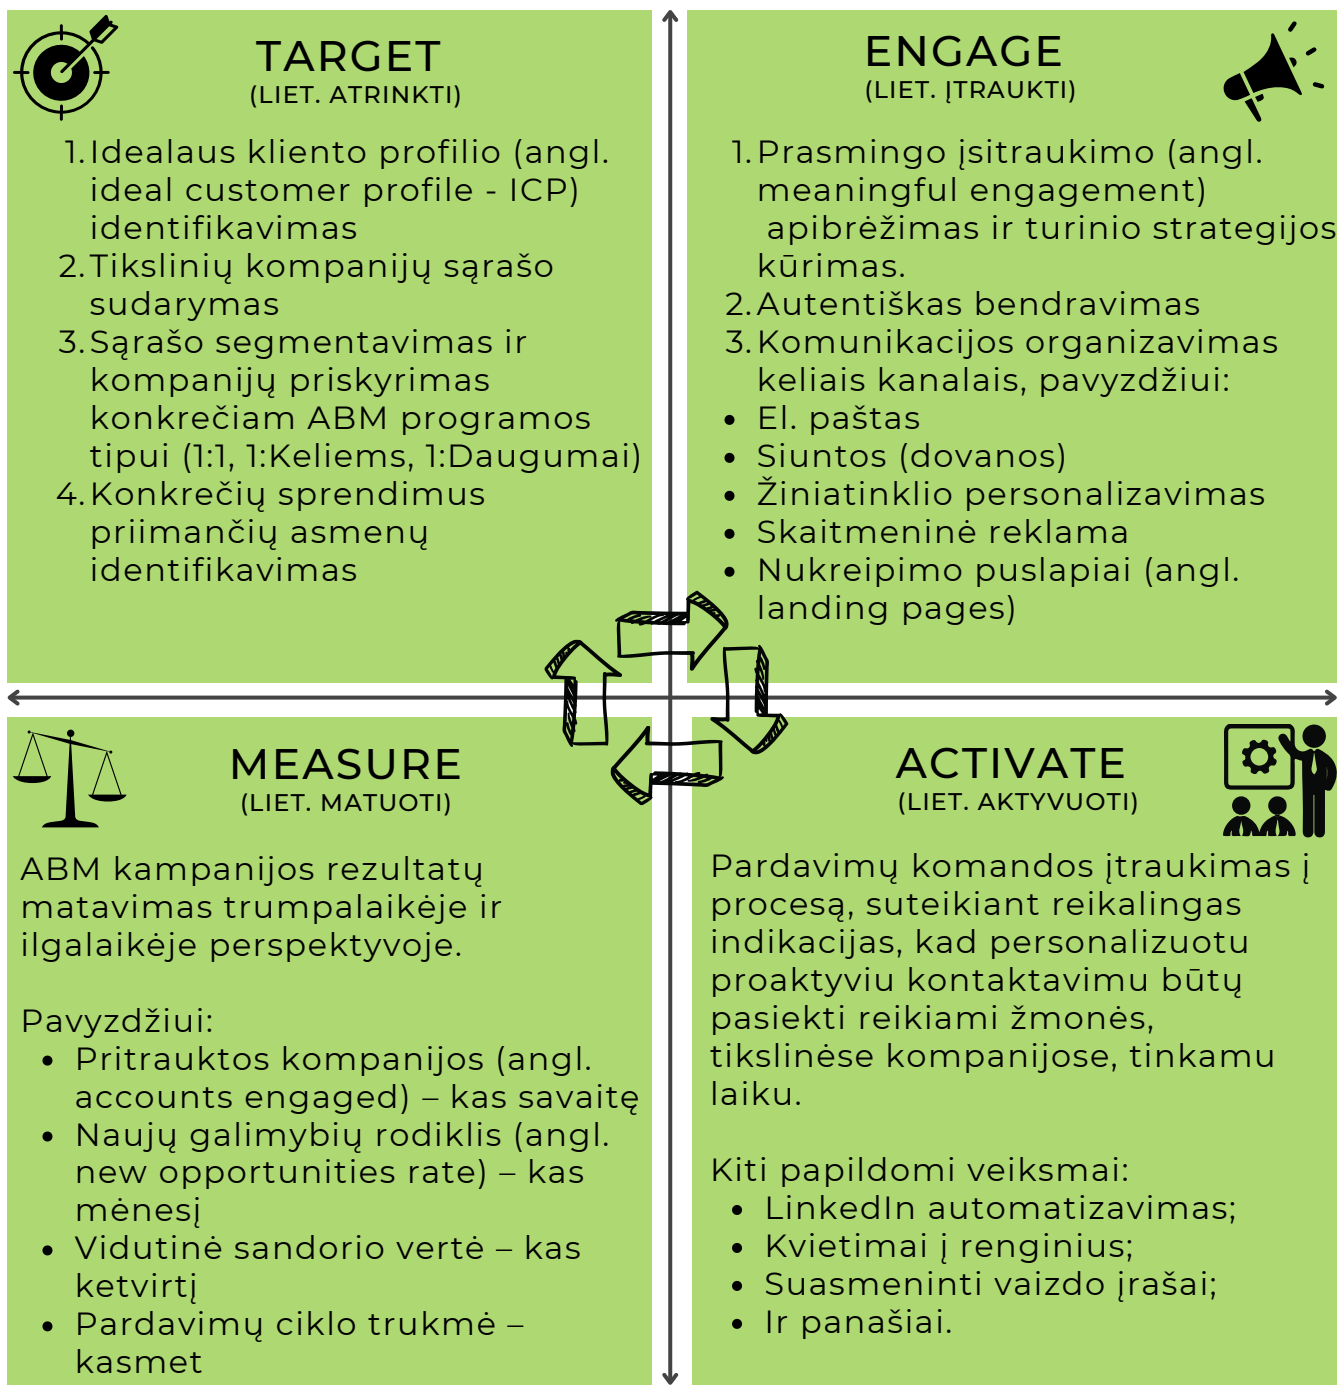 TARGET
(LIET. ATRINKTI)
1. Idealaus kliento profilio (angl.
ideal customer profile - ICP)
identifikavimas
2. Tikslinių kompanijų sąrašo
sudarymas
3. Sąrašo segmentavimas ir
kompanijų priskyrimas
konkrečiam ABM programos
tipui (1:1, 1:Keliems, 1:Daugumai)
4. Konkrečių sprendimus
priimančių asmenų
identifikavimas
ENGAGE
(LIET. ĮTRAUKTI)
1. Prasmingo įsitraukimo (angl.
meaningful engagement)
apibrėžimas ir turinio strategijos
kūrimas.
2. Autentiškas bendravimas
3. Komunikacijos organizavimas
keliais kanalais, pavyzdžiui:
• El. paštas
• Siuntos (dovanos)
• Žiniatinklio personalizavimas
• Skaitmeninė reklama
• Nukreipimo puslapiai (angl.
landing pages)
MEASURE
(LIET. MATUOTI)
ABM kampanijos rezultatų
matavimas trumpalaikėje ir
ilgalaikėje perspektyvoje.
Pavyzdžiui:
• Pritrauktos kompanijos (angl.
accounts engaged) – kas savaitę
• Naujų galimybių rodiklis (angl.
new opportunities rate) – kas
mėnesį
• Vidutinė sandorio vertė – kas
ketvirtį
• Pardavimų ciklo trukmė –
kasmet
ACTIVATE
(LIET. AKTYVUOTI)
Pardavimų komandos įtraukimas į
procesą, suteikiant reikalingas
indikacijas, kad personalizuotu
proaktyviu kontaktavimu būtų
pasiekti reikiami žmonės,
tikslinėse kompanijose, tinkamu
laiku.
Kiti papildomi veiksmai:
• LinkedIn automatizavimas;
• Kvietimai į renginius;
• Suasmeninti vaizdo įrašai;
• Ir panašiai.